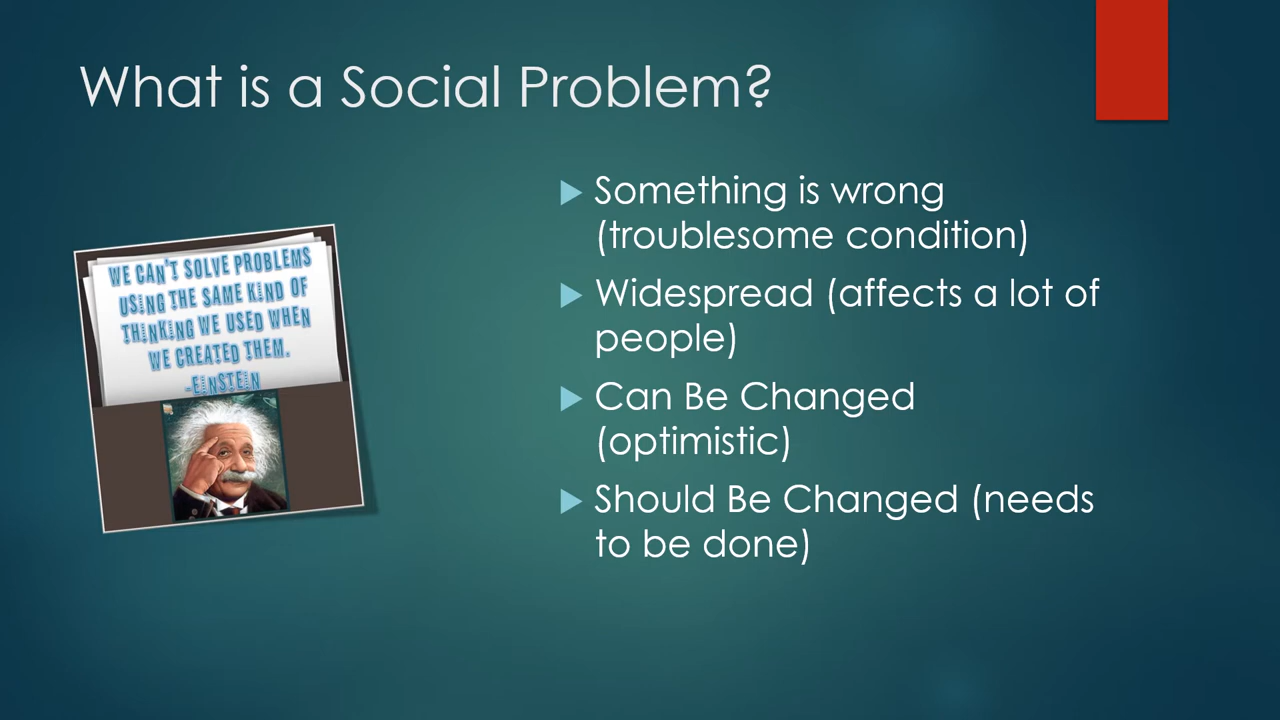 What is a Social Problem?
WE CAN'T SOLVE PROBLEMS
USING THE SAME KIND OF
THINKING WE USED WHEN
WE CREATED THEM.
-EINSTEIN
Something is wrong
(troublesome condition)
Widespread (affects a lot of
people)
Can Be Changed
(optimistic)
Should Be Changed (needs
to be done)